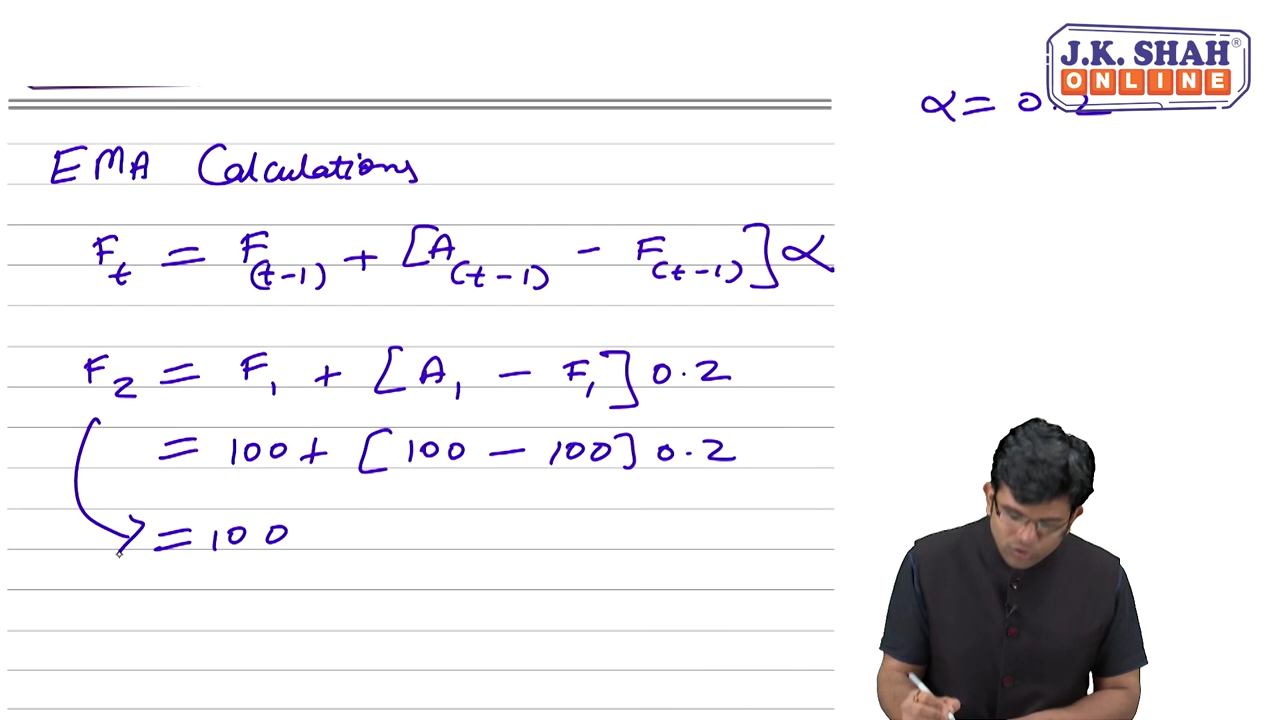 J.K. SHAH®
ONLINE
α = 0.2
EMA Calculations
F_t = F_(t-1) + [A_(t-1) - F_(t-1)] α
F_2 = F_1 + [A_1 - F_1] 0.2
= 100 + [100 - 100] 0.2
= 100